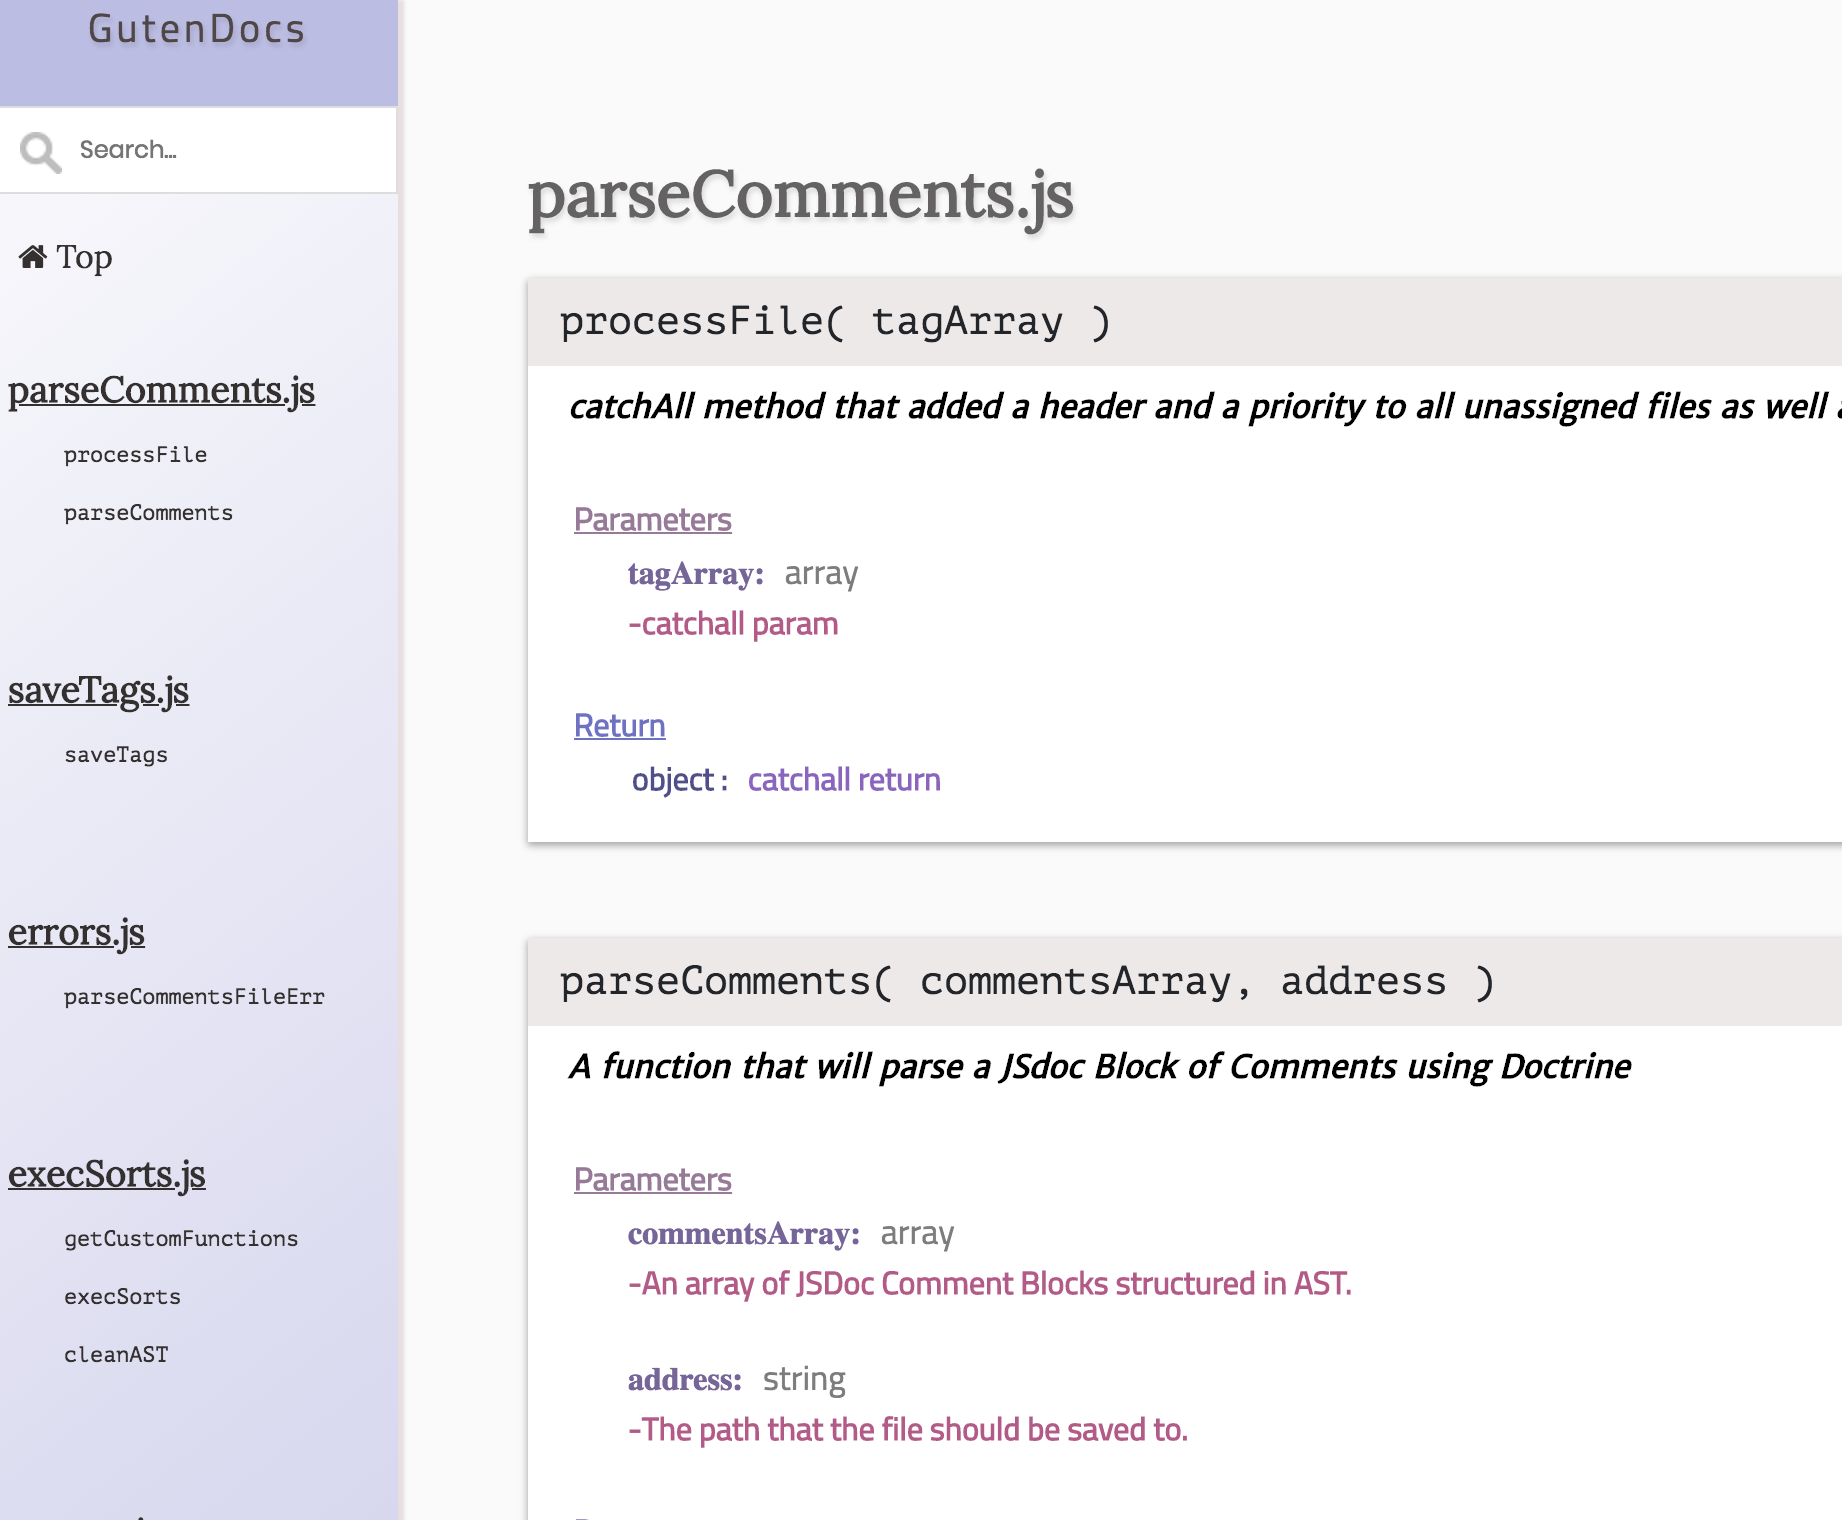 GutenDocs
Search...
Top
parseComments.js
processFile
parseComments
saveTags.js
saveTags
errors.js
parseCommentsFileErr
execSorts.js
getCustomFunctions
execSorts
cleanAST
parseComments.js
processFile( tagArray )
catchAll method that added a header and a priority to all unassigned files as well
Parameters
tagArray: array
-catchall param
Return
object : catchall return
parseComments( commentsArray, address )
A function that will parse a JSdoc Block of Comments using Doctrine
Parameters
commentsArray: array
-An array of JSDoc Comment Blocks structured in AST.
address: string
-The path that the file should be saved to.